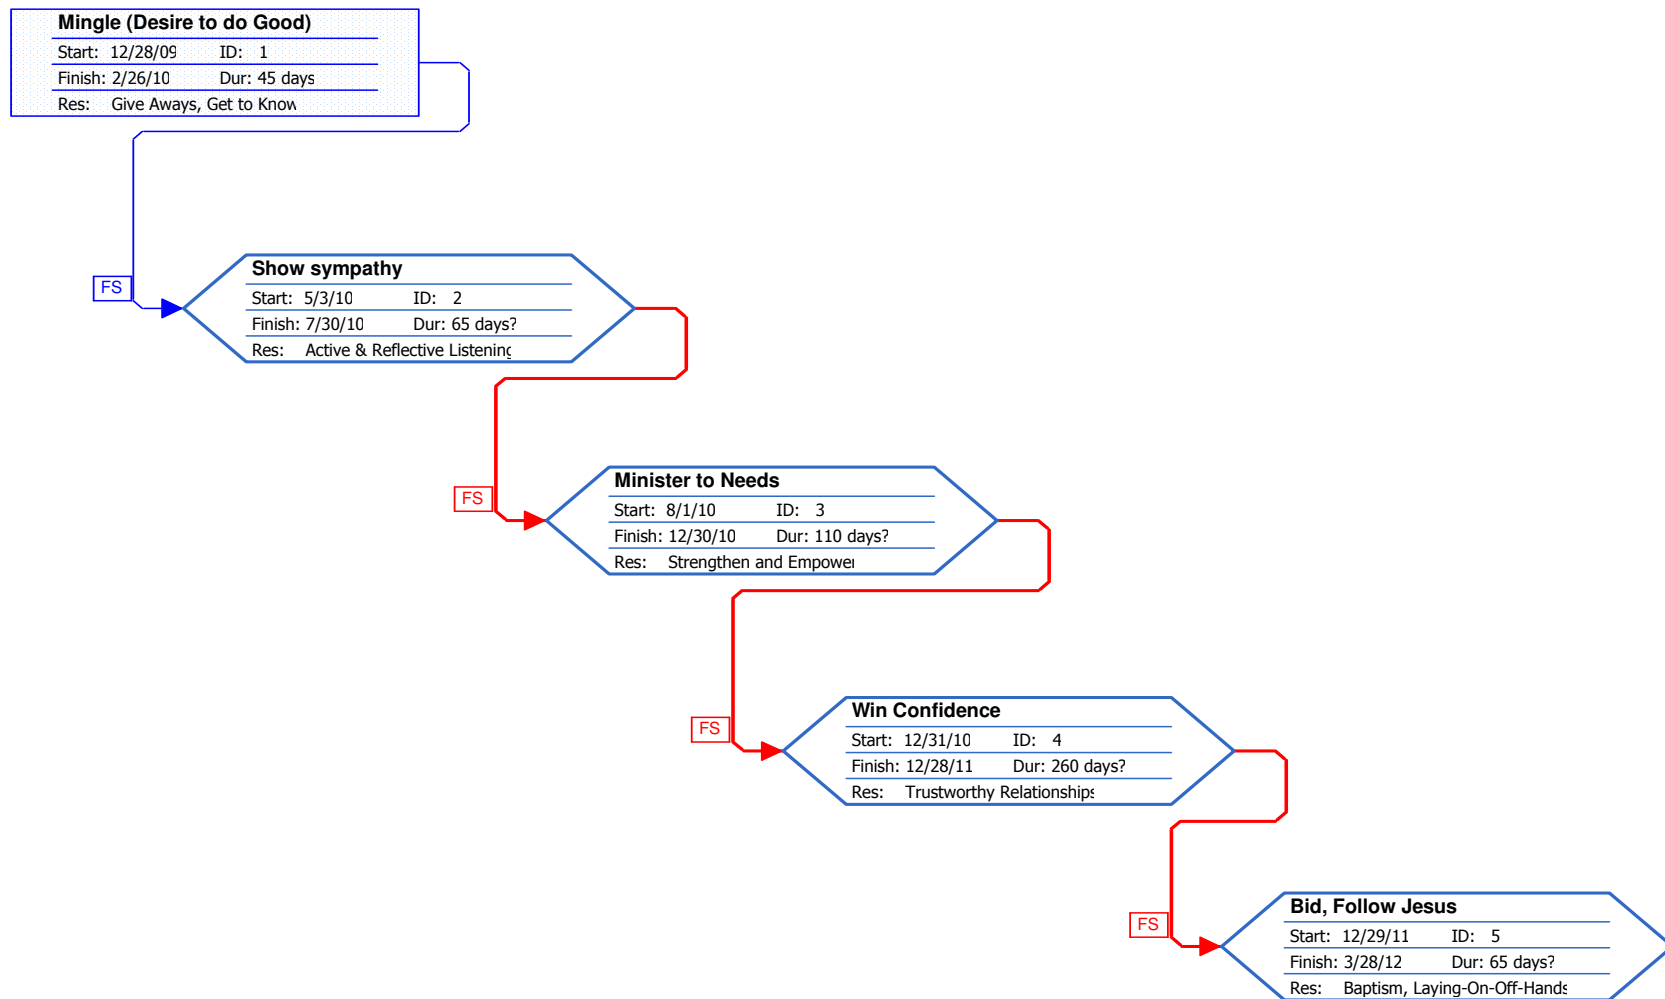 Mingle (Desire to do Good)
Start: 12/28/09 ID: 1
Finish: 2/26/10 Dur: 45 days
Res: Give Aways, Get to Know
FS
Show sympathy
Start: 5/3/10 ID: 2
Finish: 7/30/10 Dur: 65 days?
Res: Active & Reflective Listening
FS
Minister to Needs
Start: 8/1/10 ID: 3
Finish: 12/30/10 Dur: 110 days?
Res: Strengthen and Empower
FS
Win Confidence
Start: 12/31/10 ID: 4
Finish: 12/28/11 Dur: 260 days?
Res: Trustworthy Relationships
FS
Bid, Follow Jesus
Start: 12/29/11 ID: 5
Finish: 3/28/12 Dur: 65 days?
Res: Baptism, Laying-On-Off-Hands